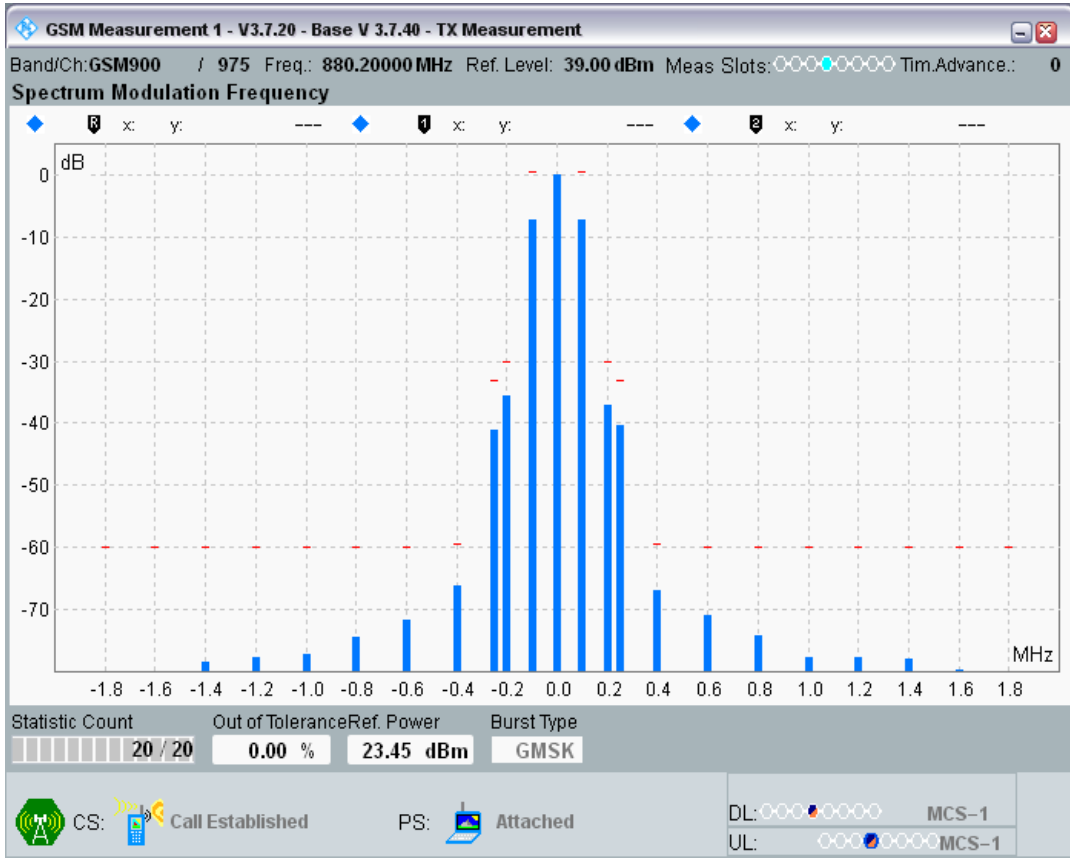 GSM Measurement 1 - V3.7.20 - Base V 3.7.40 - TX Measurement
Band/Ch:GSM900 / 975 Freq.: 880.20000 MHz Ref. Level: 39.00 dBm Meas Slots: Tim.Advance.: 0
Spectrum Modulation Frequency
R x: y: --- 1 x: y: --- 2 x: y: ---
dB
0
-10
-20
-30
-40
-50
-60
-70
MHz
-1.8 -1.6 -1.4 -1.2 -1.0 -0.8 -0.6 -0.4 -0.2 0.0 0.2 0.4 0.6 0.8 1.0 1.2 1.4 1.6 1.8
Statistic Count Out of Tolerance Ref. Power Burst Type
20 / 20 0.00 % 23.45 dBm GMSK
CS: Call Established PS: Attached
DL: MCS-1
UL: MCS-1